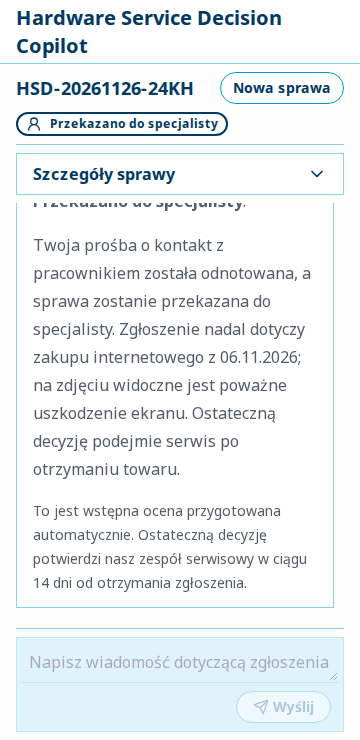 Hardware Service Decision
Copilot
HSD-20261126-24KH
Nowa sprawa
Przekazano do specjalisty
Szczegóły sprawy
Przekazano do specjalisty.
Twoja prośba o kontakt z
pracownikiem została odnotowana, a
sprawa zostanie przekazana do
specjalisty. Zgłoszenie nadal dotyczy
zakupu internetowego z 06.11.2026;
na zdjęciu widoczne jest poważne
uszkodzenie ekranu. Ostateczną
decyzję podejmie serwis po
otrzymaniu towaru.
To jest wstępna ocena przygotowana
automatycznie. Ostateczną decyzję
potwierdzi nasz zespół serwisowy w ciągu
14 dni od otrzymania zgłoszenia.
Napisz wiadomość dotyczącą zgłoszenia
Wyślij